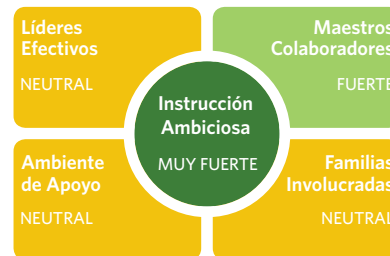 Líderes
Efectivos
NEUTRAL
Maestros
Colaboradores
FUERTE
Instrucción
Ambiciosa
MUY FUERTE
Ambiente
de Apoyo
NEUTRAL
Familias
Involucradas
NEUTRAL